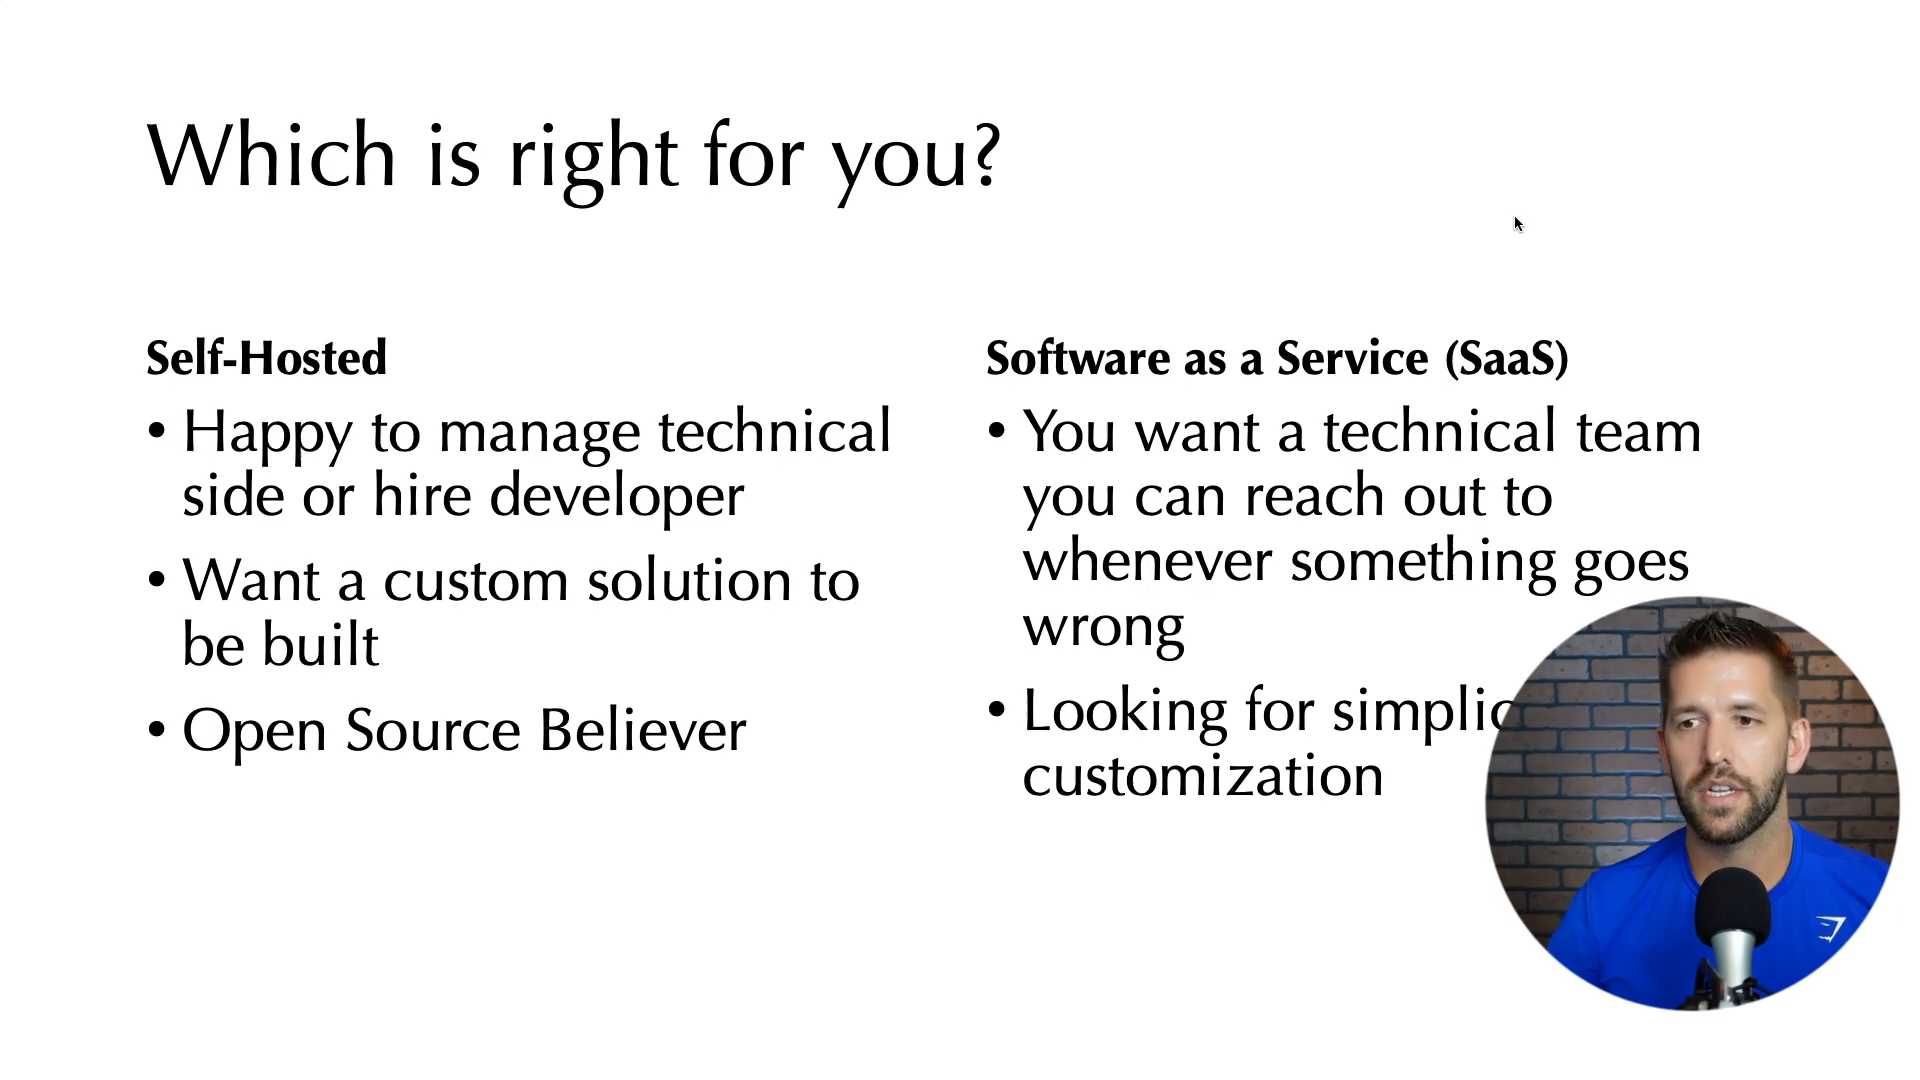 Which is right for you?
Self-Hosted
• Happy to manage technical
side or hire developer
• Want a custom solution to
be built
• Open Source Believer
Software as a Service (SaaS)
• You want a technical team
you can reach out to
whenever something goes
wrong
• Looking for
customization